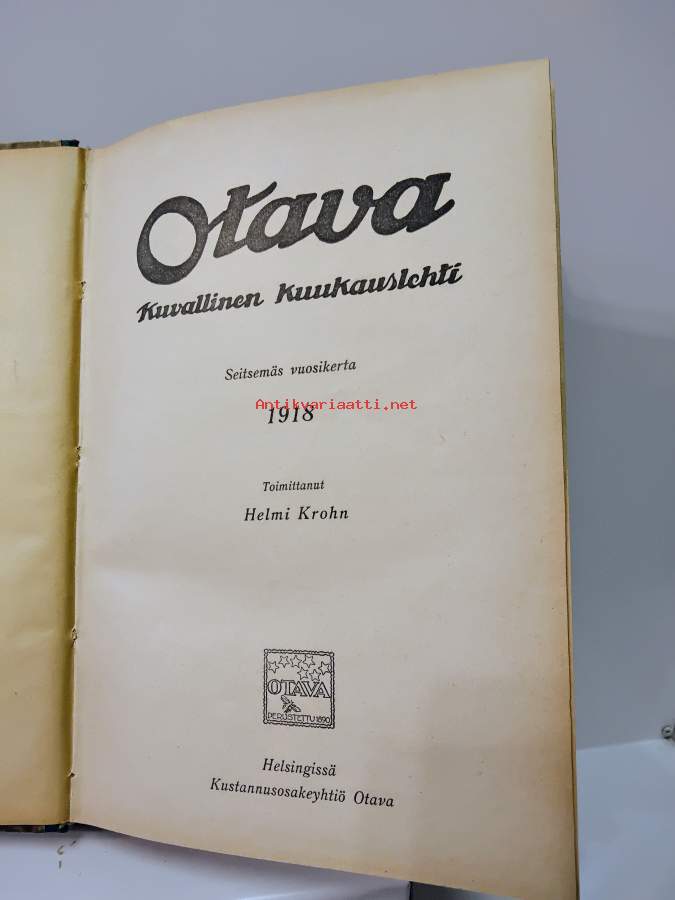 Otava
Kuvallinen Kuukauslehti
Seitsemäs vuosikerta
Antikvariaatti.net
1918
Toimittanut
Helmi Krohn
OTAVA
PERUSTETTU 1890
Helsingissä
Kustannusosakeyhtiö Otava